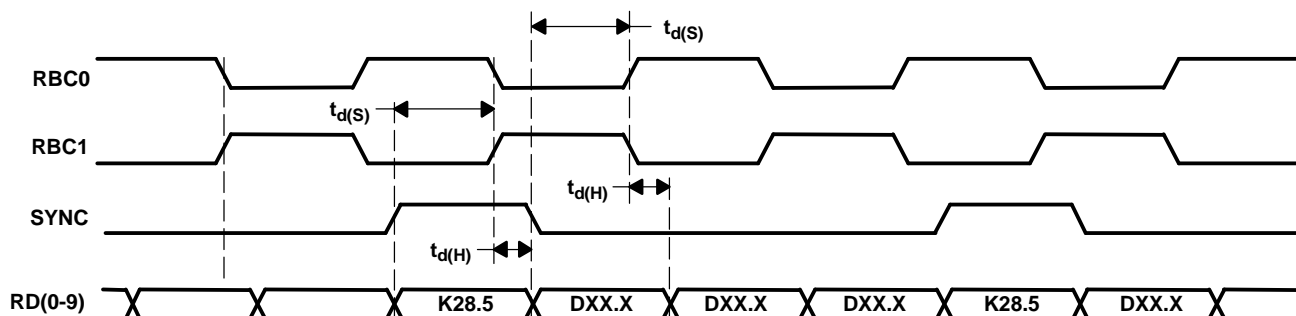 t_d(S)
RBC0
t_d(S)
RBC1
t_d(H)
SYNC
t_d(H)
RD(0-9) K28.5 DXX.X DXX.X DXX.X K28.5 DXX.X